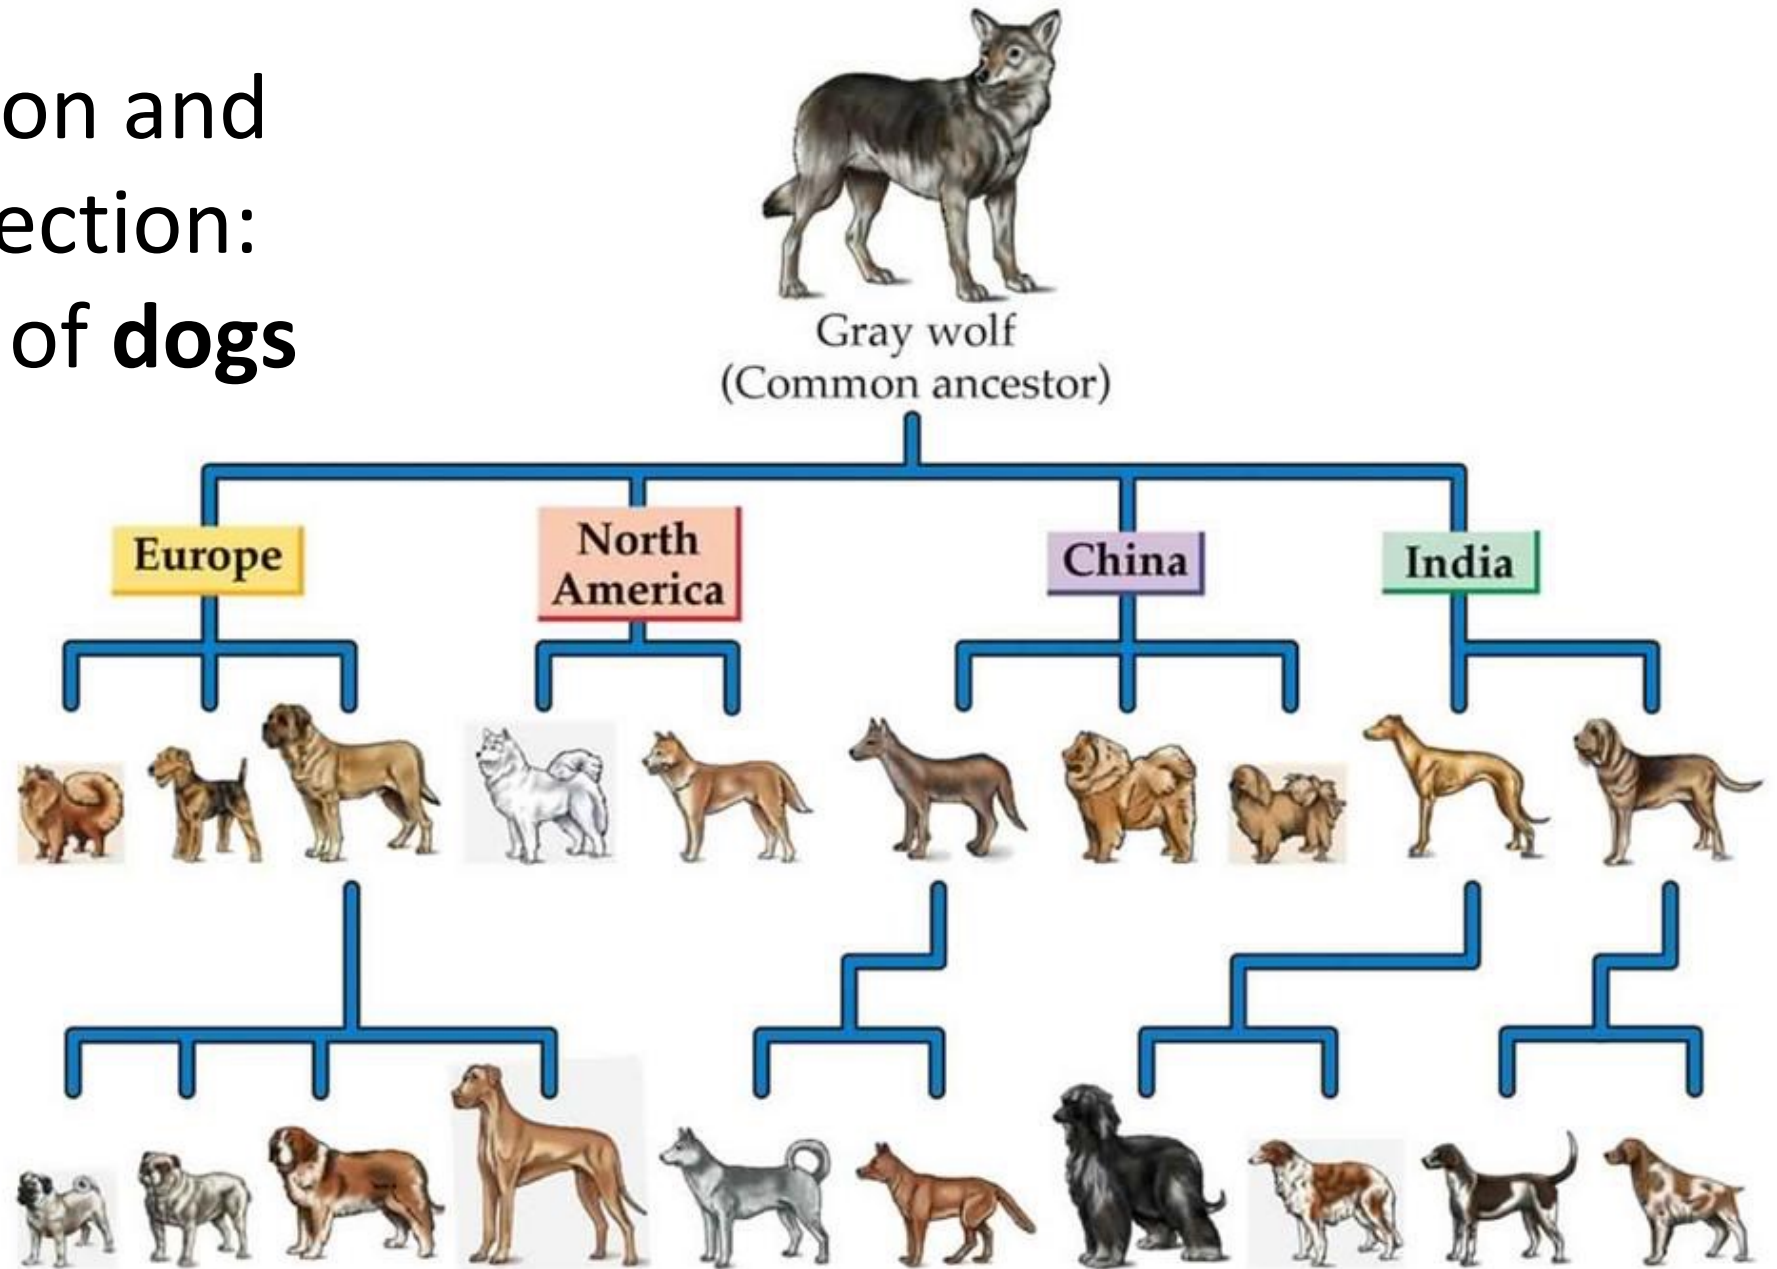 on and
ection:
of dogs
Gray wolf
(Common ancestor)
Europe
North
America
China
India